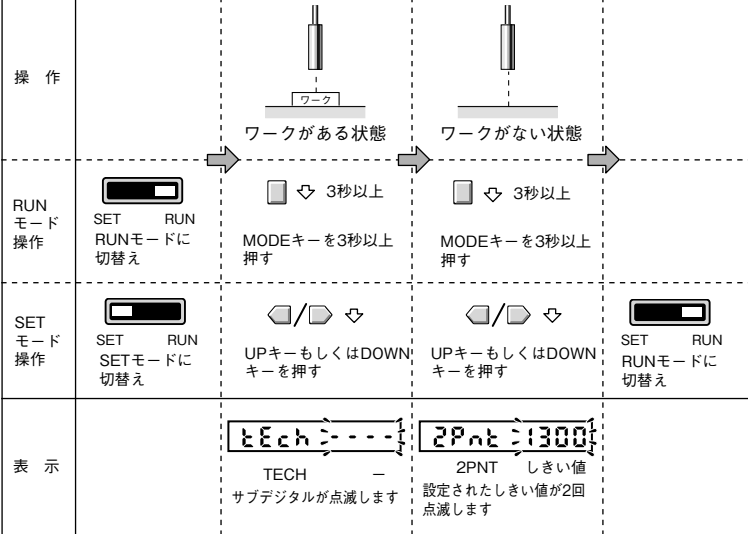 操 作
ワーク
ワークがある状態
ワークがない状態
RUN
モード
操作
SET RUN
RUNモードに
切替え
3秒以上
MODEキーを3秒以上
押す
3秒以上
MODEキーを3秒以上
押す
SET
モード
操作
SET RUN
SETモードに
切替え
UPキーもしくはDOWN
キーを押す
UPキーもしくはDOWN
キーを押す
SET RUN
RUNモードに
切替え
表 示
tEch ----
TECH －
サブデジタルが点滅します
2Pnt 1300
2PNT しきい値
設定されたしきい値が2回
点滅します